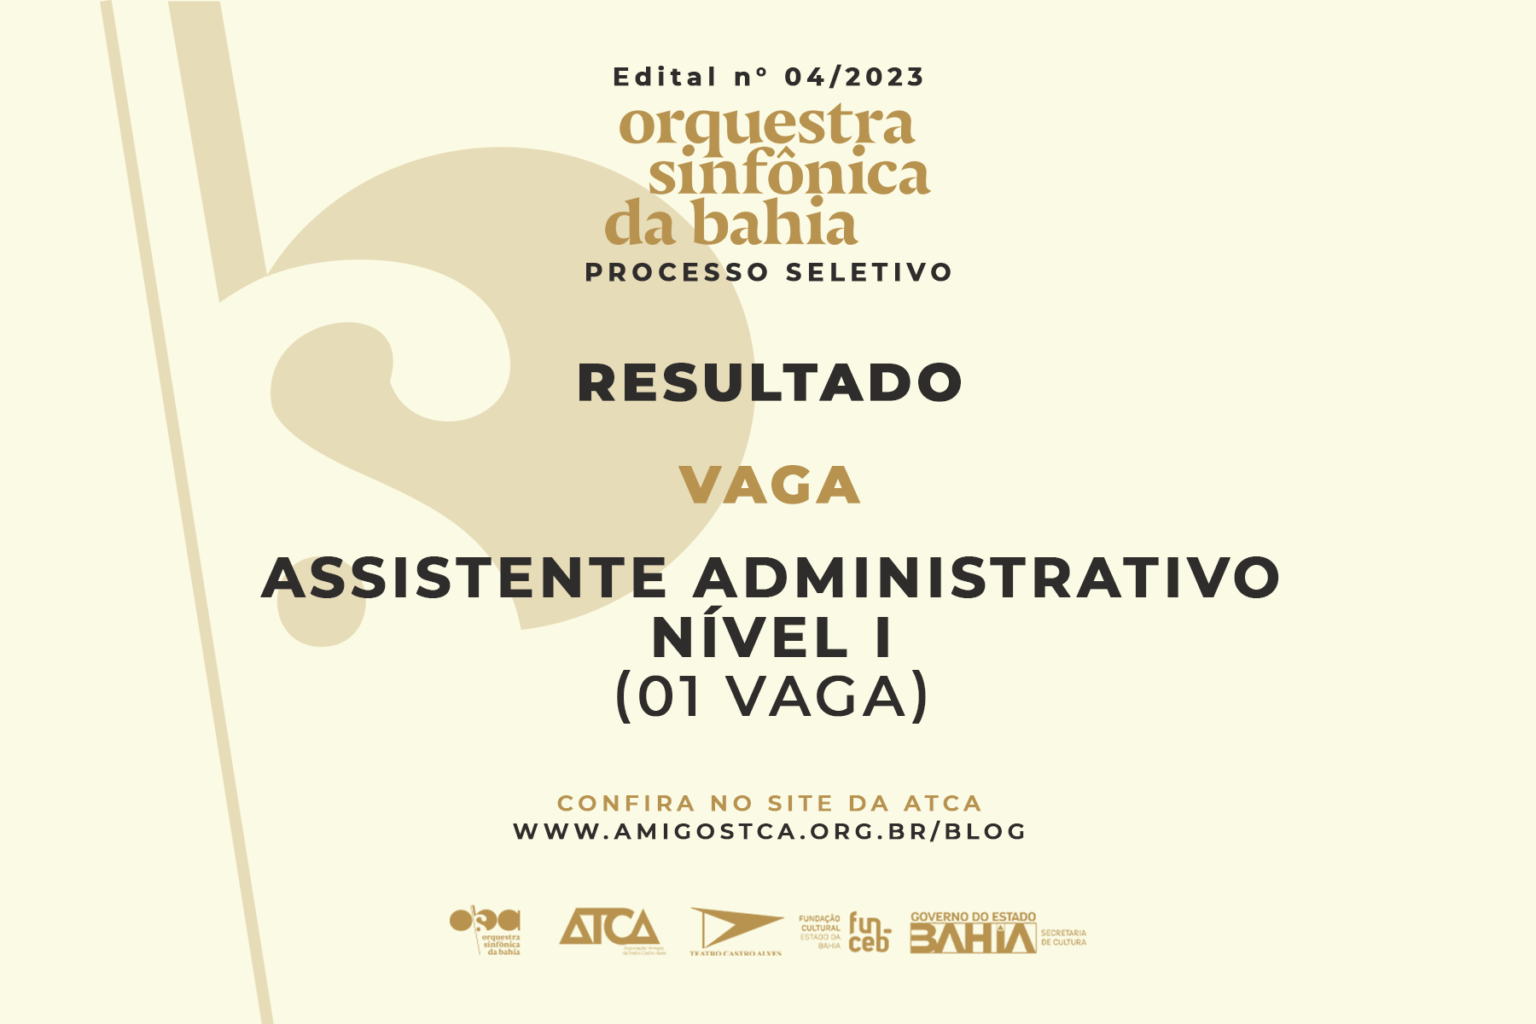 Edital nº 04/2023
orquestra
sinfônica
da bahia
PROCESSO SELETIVO
RESULTADO
VAGA
ASSISTENTE ADMINISTRATIVO
NÍVEL I
(01 VAGA)
CONFIRA NO SITE DA ATCA
WWW.AMIGOSTCA.ORG.BR/BLOG
orquestra
sinfônica
da bahia
ATCA
TEATRO CASTRO ALVES
FUNDAÇÃO
CULTURAL
ESTADO DA
BAHIA
fun
ceb
GOVERNO DO ESTADO
BAHIA
SECRETARIA
DE CULTURA